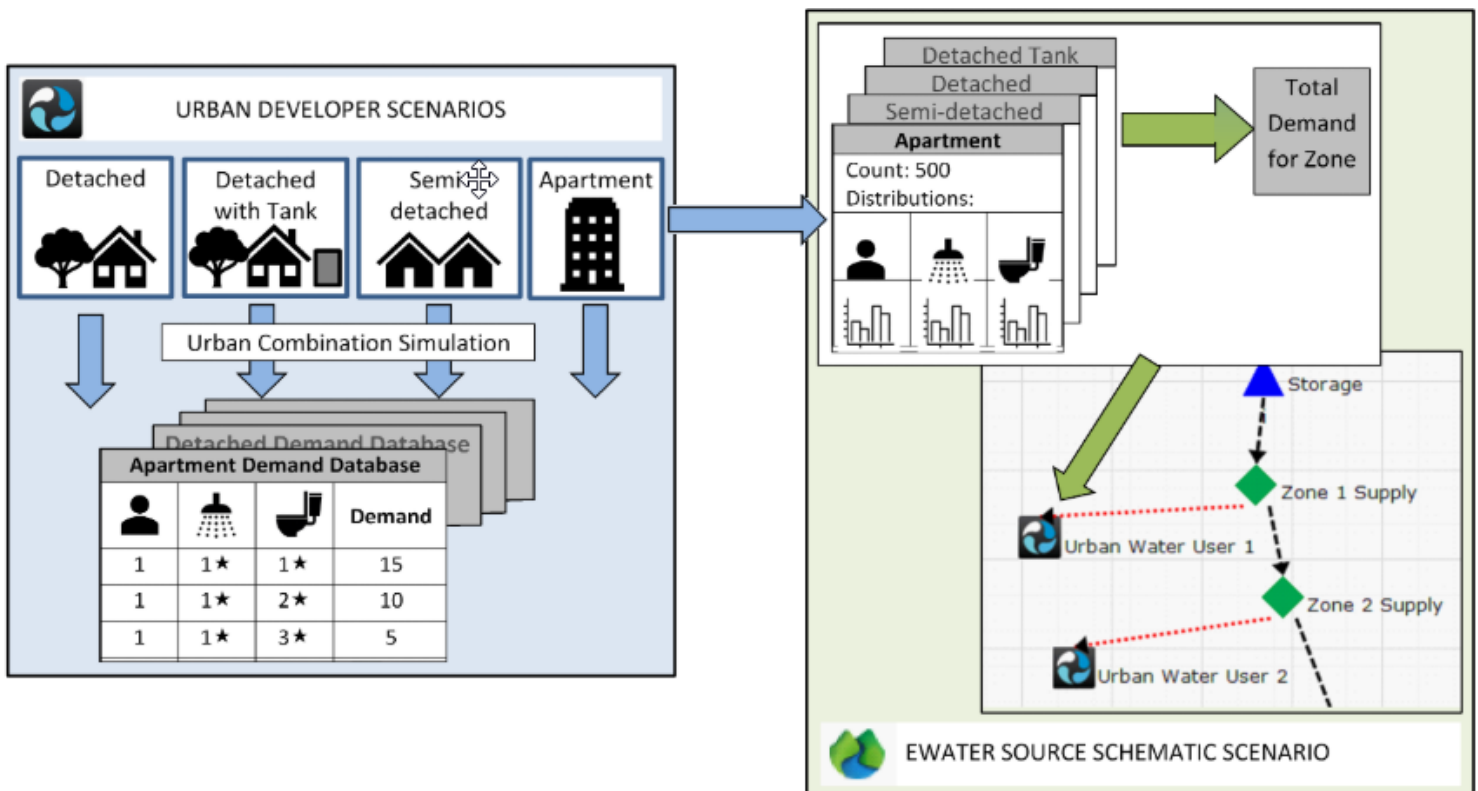 URBAN DEVELOPER SCENARIOS
Detached
Detached
with Tank
Semi
detached
Apartment
Urban Combination Simulation
Detached Demand Database
Apartment Demand Database
Demand
1 1★ 1★ 15
1 1★ 2★ 10
1 1★ 3★ 5
Detached Tank
Detached
Semi-detached
Apartment
Count: 500
Distributions:
Total
Demand
for Zone
Storage
Zone 1 Supply
Urban Water User 1
Zone 2 Supply
Urban Water User 2
EWATER SOURCE SCHEMATIC SCENARIO